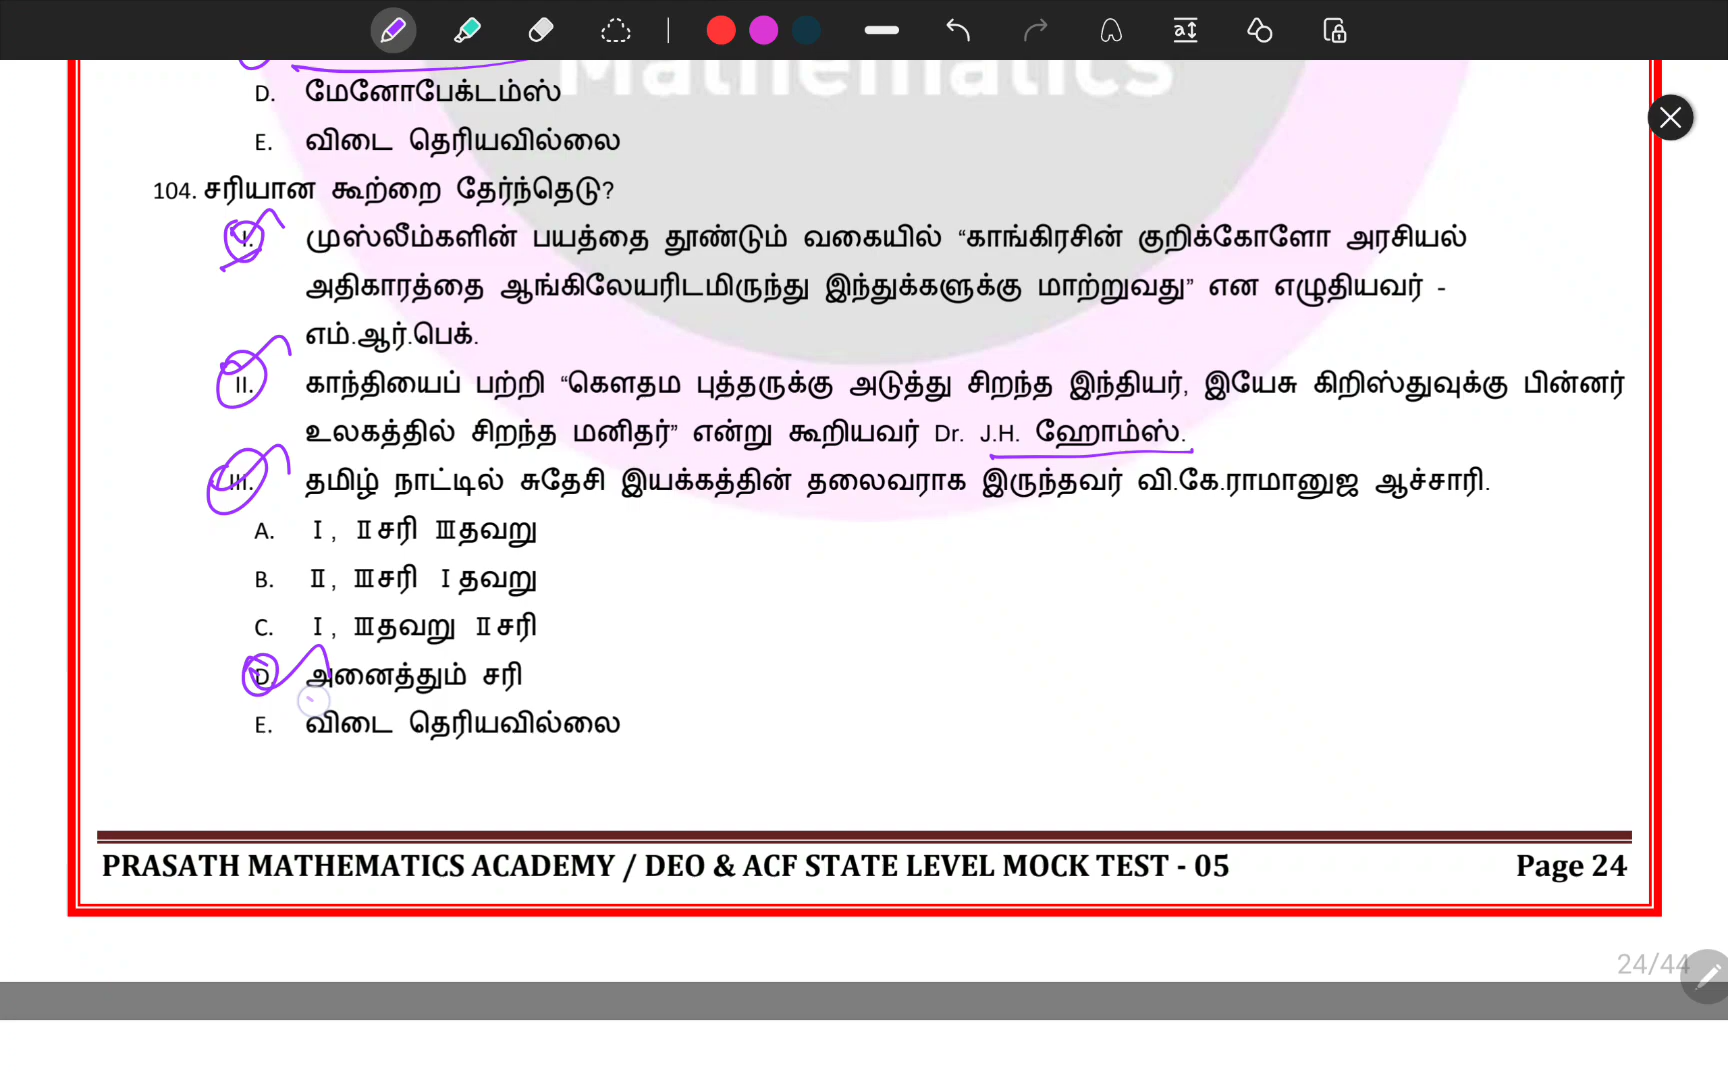 Mathematics
D. மேனோபேக்டம்ஸ்
E. விடை தெரியவில்லை
104. சரியான கூற்றை தேர்ந்தெடு?
I. முஸ்லீம்களின் பயத்தை தூண்டும் வகையில் “காங்கிரசின் குறிக்கோளோ அரசியல்
அதிகாரத்தை ஆங்கிலேயரிடமிருந்து இந்துக்களுக்கு மாற்றுவது” என எழுதியவர் -
எம்.ஆர்.பெக்.
II. காந்தியைப் பற்றி “கௌதம புத்தருக்கு அடுத்து சிறந்த இந்தியர், இயேசு கிறிஸ்துவுக்கு பின்னர்
உலகத்தில் சிறந்த மனிதர்” என்று கூறியவர் Dr. J.H. ஹோம்ஸ்.
III. தமிழ் நாட்டில் சுதேசி இயக்கத்தின் தலைவராக இருந்தவர் வி.கே.ராமானுஜ ஆச்சாரி.
A. I, II சரி III தவறு
B. II, III சரி I தவறு
C. I, III தவறு II சரி
D. அனைத்தும் சரி
E. விடை தெரியவில்லை
PRASATH MATHEMATICS ACADEMY / DEO & ACF STATE LEVEL MOCK TEST - 05 Page 24
24/44